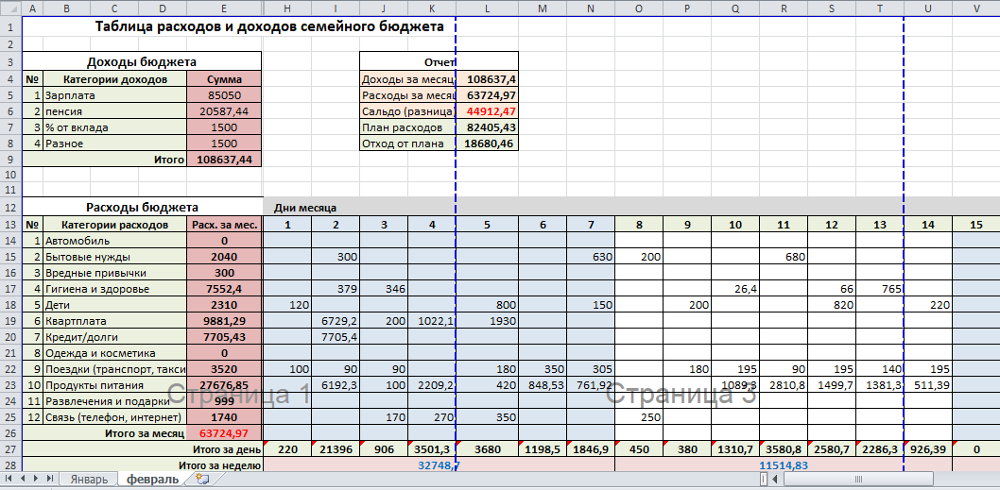 A B C D E H I J K L M N O P Q R S T U V
1 Таблица расходов и доходов семейного бюджета
2
3 Доходы бюджета Отчет
4 № Категории доходов Сумма Доходы за месяц 108637,4
5 1 Зарплата 85050 Расходы за месяц 63724,97
6 2 пенсия 20587,44 Сальдо (разница) 44912,47
7 3 % от вклада 1500 План расходов 82405,43
8 4 Разное 1500 Отход от плана 18680,46
9 Итого 108637,44
10
11
12 Расходы бюджета Дни месяца
13 № Категории расходов Расх. за мес. 1 2 3 4 5 6 7 8 9 10 11 12 13 14 15
14 1 Автомобиль 0
15 2 Бытовые нужды 2040 300 630 200 680
16 3 Вредные привычки 300
17 4 Гигиена и здоровье 7552,4 379 346 26,4 66 765
18 5 Дети 2310 120 800 150 200 820 220
19 6 Квартплата 9881,29 6729,2 200 1022,1 1930
20 7 Кредит/долги 7705,43 7705,4
21 8 Одежда и косметика 0
22 9 Поездки (транспорт, такси 3520 100 90 90 180 350 305 180 195 90 195 140 195
23 10 Продукты питания 27676,85 6192,3 100 2209,2 420 848,53 761,92 1089,3 2810,8 1499,7 1381,3 511,39
Страница 1 Страница 3
24 11 Развлечения и подарки 999
25 12 Связь (телефон, интернет) 1740 170 270 350 250
26 Итого за месяц 63724,97
27 Итого за день 220 21396 906 3501,3 3680 1198,5 1846,9 450 380 1310,7 3580,8 2580,7 2286,3 926,39 0
28 Итого за неделю 32748,7 11514,83
Январь февраль